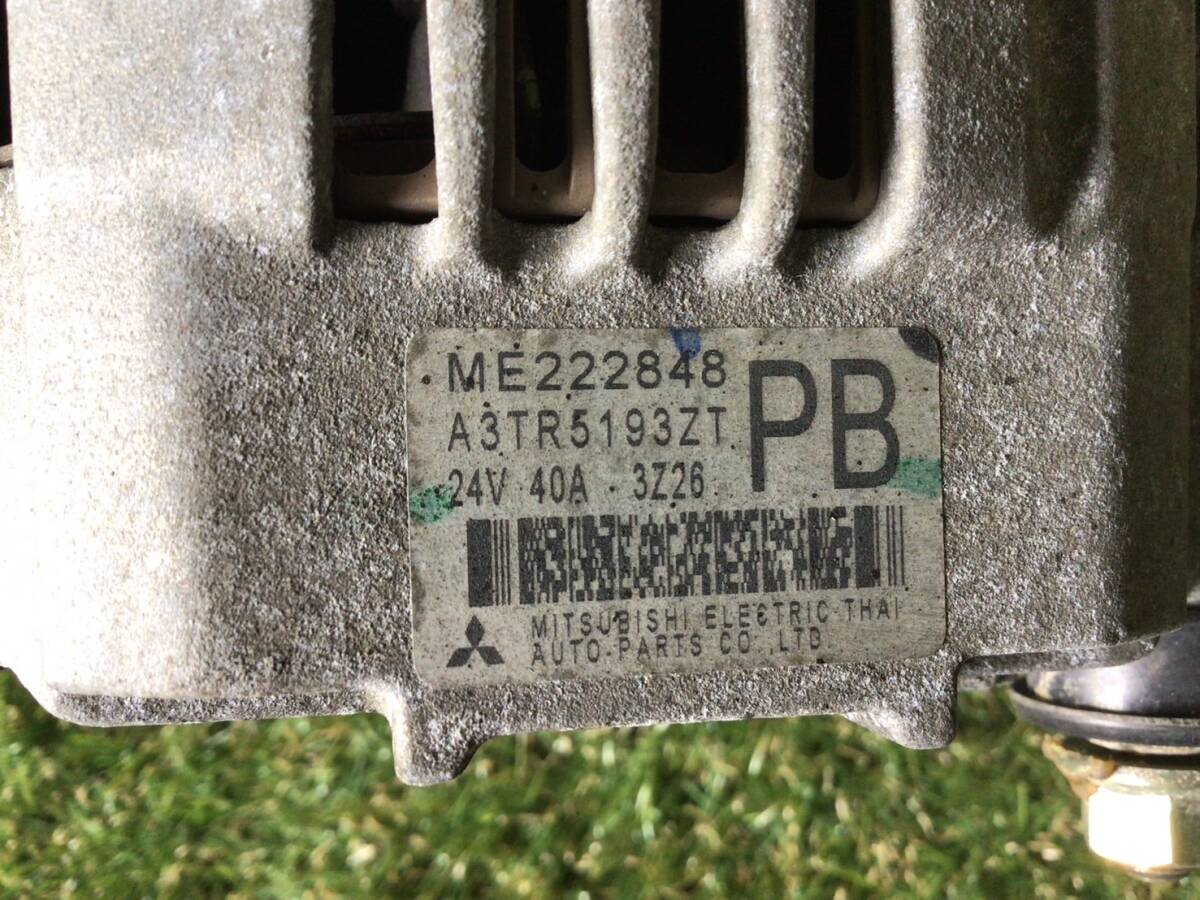 ME222848
A3TR5193ZT
24V 40A 3Z26
PB
MITSUBISHI ELECTRIC THAI
AUTO-PARTS CO.,LTD